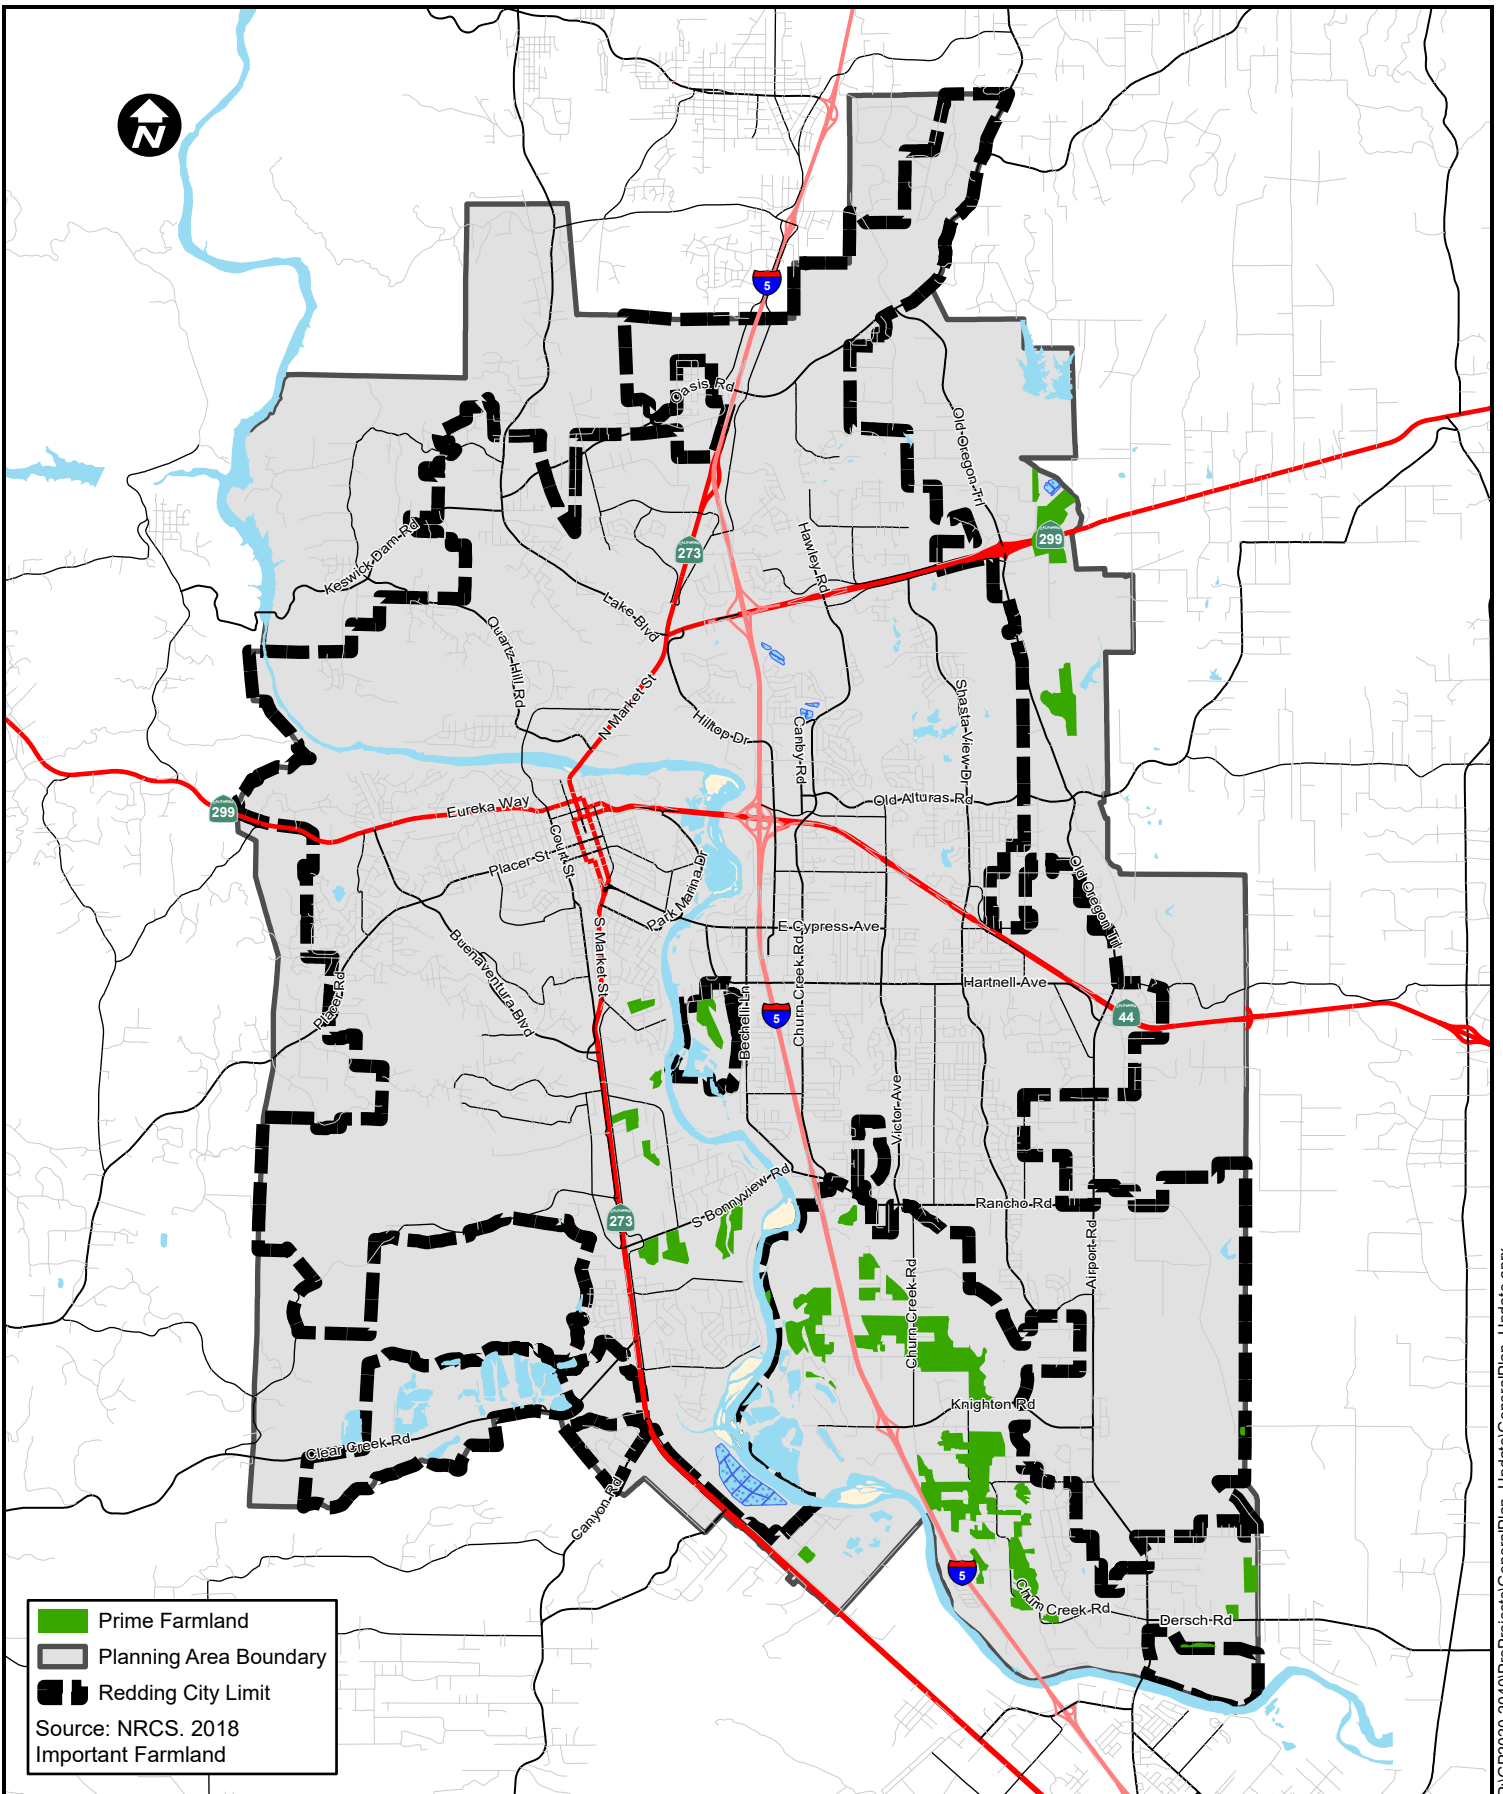 N
5
Oasis Rd
Old Oregon Trl
273
299
Hawley Rd
Keswick Dam Rd
Lake Blvd
Quartz Hill Rd
N Market St
Hilltop Dr
Canby Rd
Shasta View Dr
299
Eureka Way
Old Alturas Rd
Court St
Placer St
Park Marina Dr
Old Oregon Trl
E Cypress Ave
S Market St
Buenaventura Blvd
Placer Rd
Churn Creek Rd
Hartnell Ave
Bechelli Ln
5
44
Victor Ave
S Bonnyview Rd
Rancho Rd
273
Airport Rd
Churn Creek Rd
Knighton Rd
Clear Creek Rd
Canyon Rd
5
Churn Creek Rd
Dersch Rd
Prime Farmland
Planning Area Boundary
Redding City Limit
Source: NRCS. 2018
Important Farmland